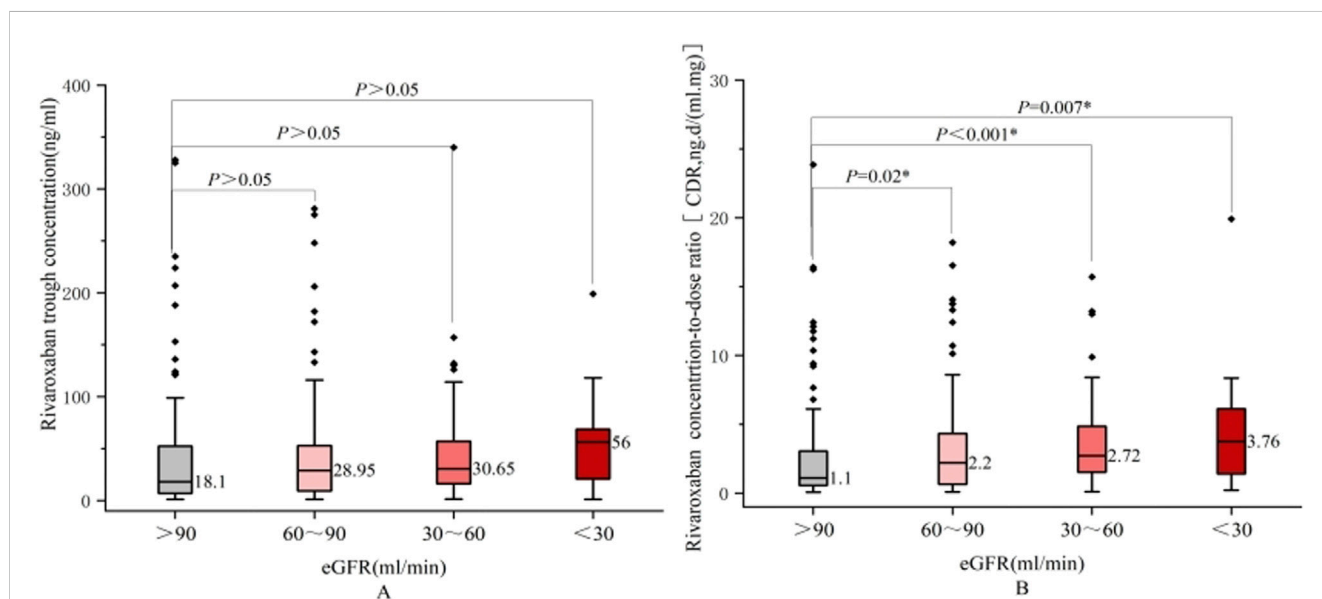 Rivaroxaban trough concentration(ng/ml)
400
300
200
100
0
P＞0.05
P＞0.05
P＞0.05
18.1
28.95
30.65
56
＞90
60～90
30～60
＜30
eGFR(ml/min)
A
Rivaroxaban concentrtion-to-dose ratio［CDR,ng.d/(ml.mg)］
30
20
10
0
P=0.007*
P＜0.001*
P=0.02*
1.1
2.2
2.72
3.76
＞90
60～90
30～60
＜30
eGFR(ml/min)
B